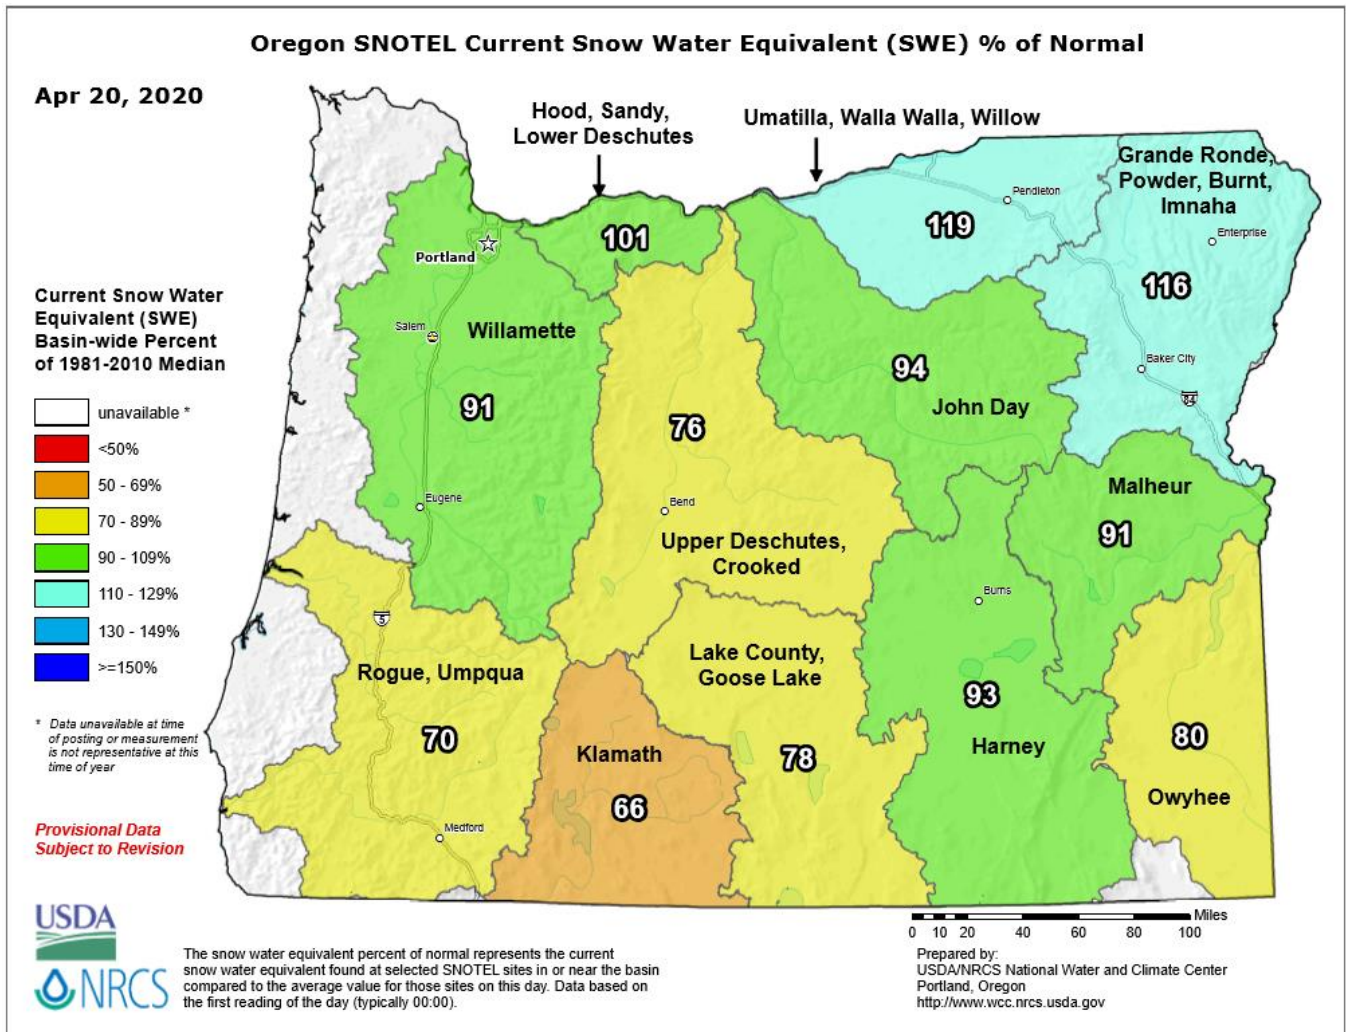 Oregon SNOTEL Current Snow Water Equivalent (SWE) % of Normal
Apr 20, 2020
Hood, Sandy,
Lower Deschutes
Umatilla, Walla Walla, Willow
Grande Ronde,
Powder, Burnt,
Imnaha
Pendleton
119
Enterprise
101
Portland
116
Current Snow Water
Equivalent (SWE)
Basin-wide Percent
of 1981-2010 Median
Salem
Willamette
Baker City
94
84
John Day
91
76
unavailable *
<50%
50 - 69%
70 - 89%
90 - 109%
110 - 129%
130 - 149%
>=150%
Eugene
Bend
Malheur
91
Upper Deschutes,
Crooked
Burns
5
Rogue, Umpqua
70
Lake County,
Goose Lake
93
Harney
80
Owyhee
Klamath
66
78
Medford
* Data unavailable at time
of posting or measurement
is not representative at this
time of year
Provisional Data
Subject to Revision
USDA
NRCS
The snow water equivalent percent of normal represents the current
snow water equivalent found at selected SNOTEL sites in or near the basin
compared to the average value for those sites on this day. Data based on
the first reading of the day (typically 00:00).
Miles
0 10 20 40 60 80 100
Prepared by:
USDA/NRCS National Water and Climate Center
Portland, Oregon
http://www.wcc.nrcs.usda.gov